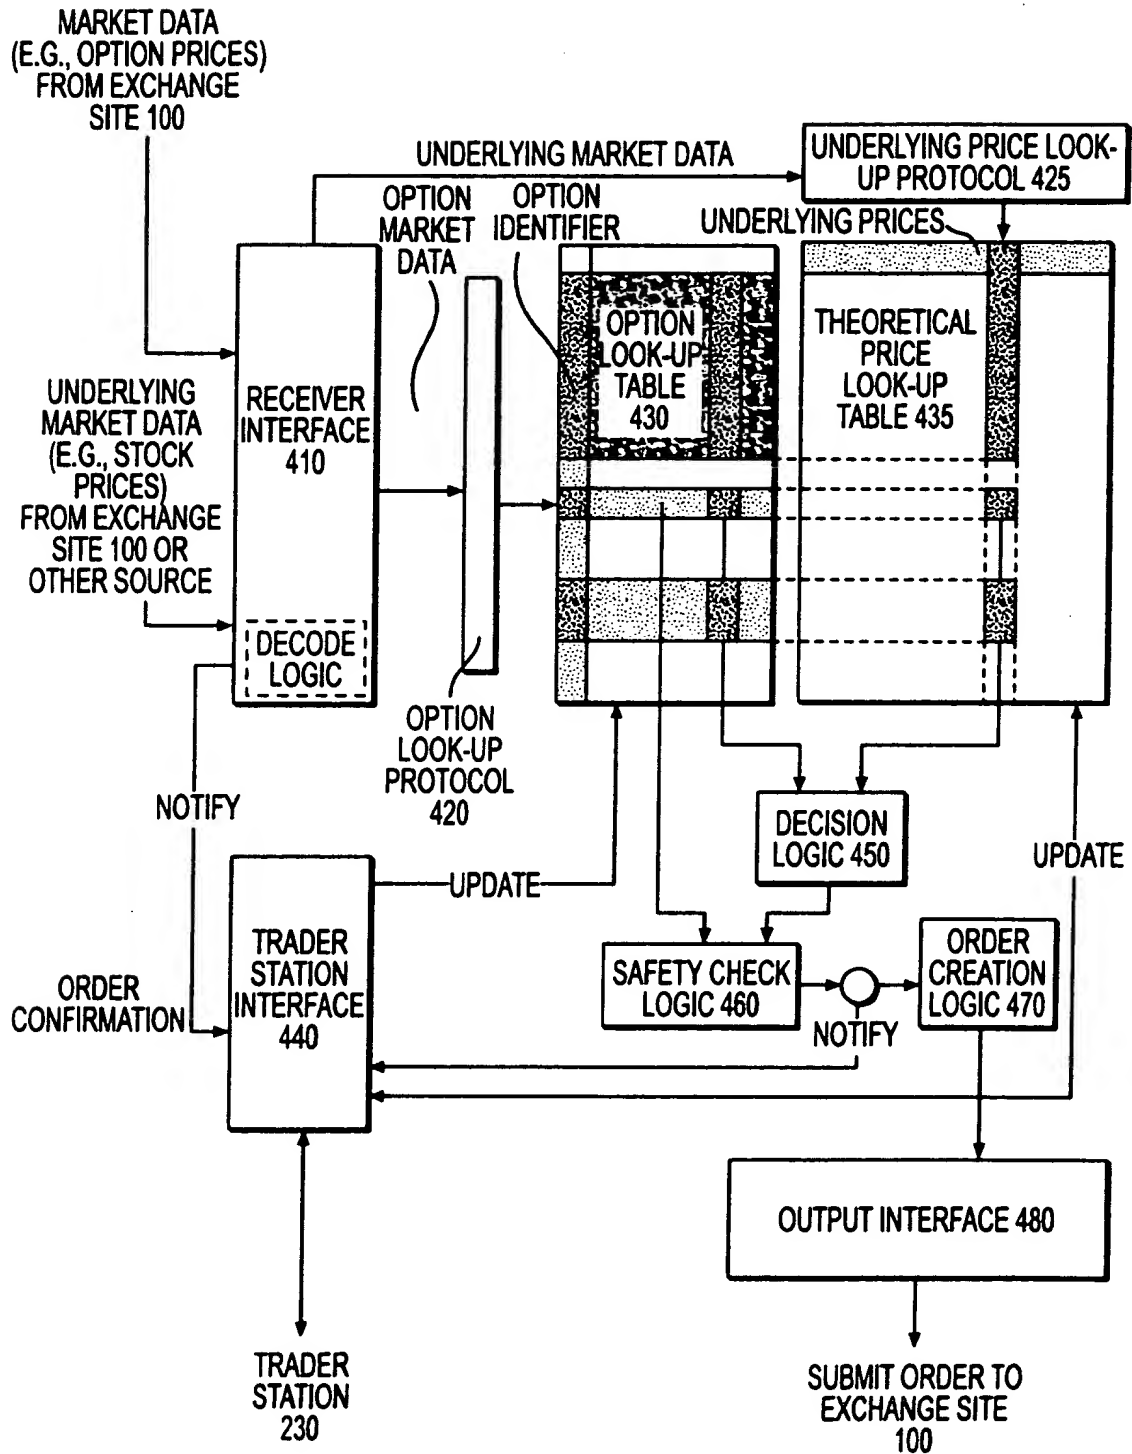 MARKET DATA
(E.G., OPTION PRICES)
FROM EXCHANGE
SITE 100
UNDERLYING MARKET DATA
UNDERLYING PRICE LOOK-
UP PROTOCOL 425
OPTION
MARKET
DATA
OPTION
IDENTIFIER
UNDERLYING PRICES
OPTION
LOOK-UP
TABLE
430
THEORETICAL
PRICE
LOOK-UP
TABLE 435
RECEIVER
INTERFACE
410
UNDERLYING
MARKET DATA
(E.G., STOCK
PRICES)
FROM EXCHANGE
SITE 100 OR
OTHER SOURCE
DECODE
LOGIC
OPTION
LOOK-UP
PROTOCOL
420
NOTIFY
DECISION
LOGIC 450
UPDATE
UPDATE
TRADER
STATION
INTERFACE
440
ORDER
CONFIRMATION
SAFETY CHECK
LOGIC 460
NOTIFY
ORDER
CREATION
LOGIC 470
OUTPUT INTERFACE 480
TRADER
STATION
230
SUBMIT ORDER TO
EXCHANGE SITE
100